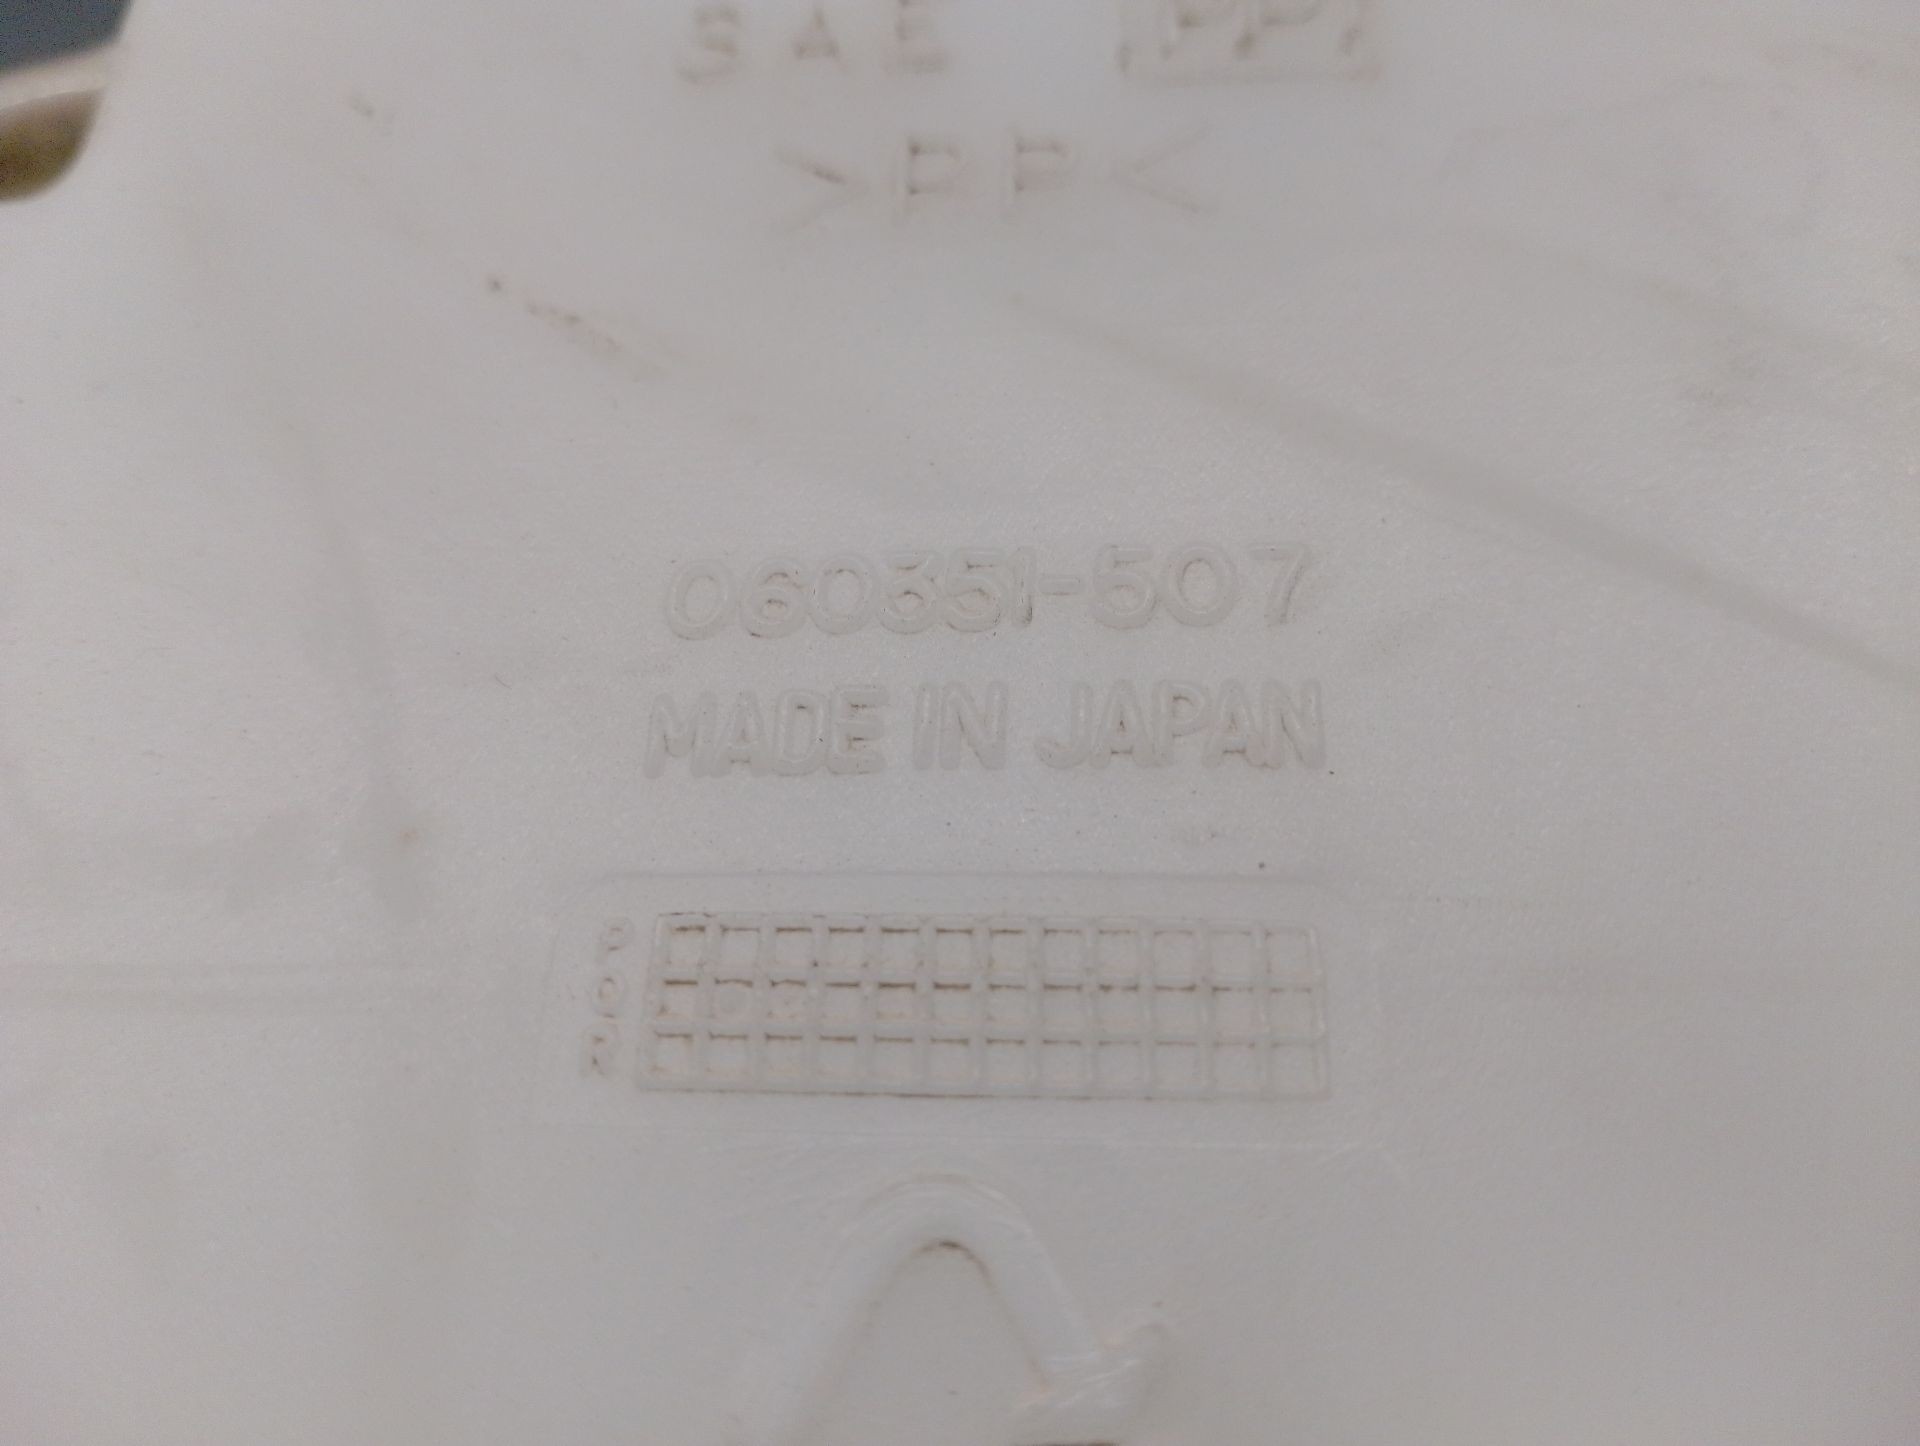 SAE PP
>PP<
060351-507
MADE IN JAPAN